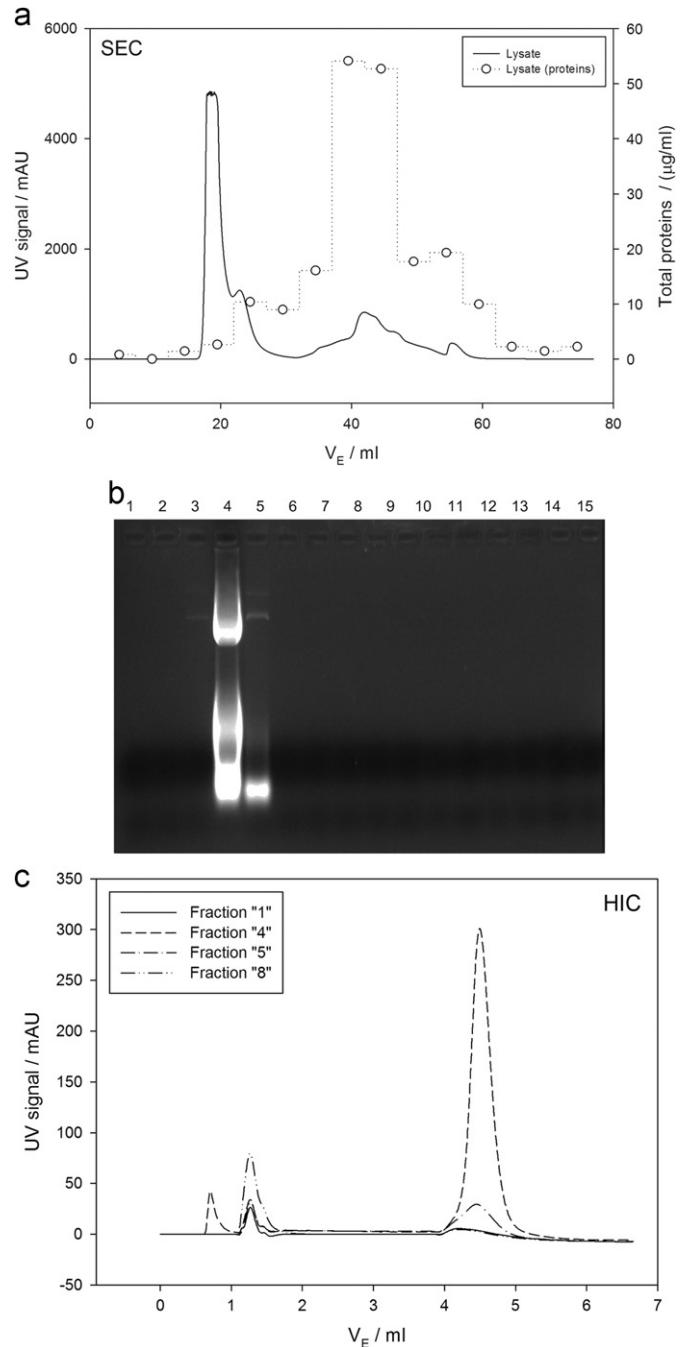 a
SEC
Lysate
Lysate (proteins)
6000
4000
2000
0
UV signal / mAU
60
50
40
30
20
10
0
Total proteins / (µg/ml)
0 20 40 60 80
V_E / ml
b
1 2 3 4 5 6 7 8 9 10 11 12 13 14 15
c
HIC
Fraction "1"
Fraction "4"
Fraction "5"
Fraction "8"
350
300
250
200
150
100
50
0
-50
UV signal / mAU
0 1 2 3 4 5 6 7
V_E / ml